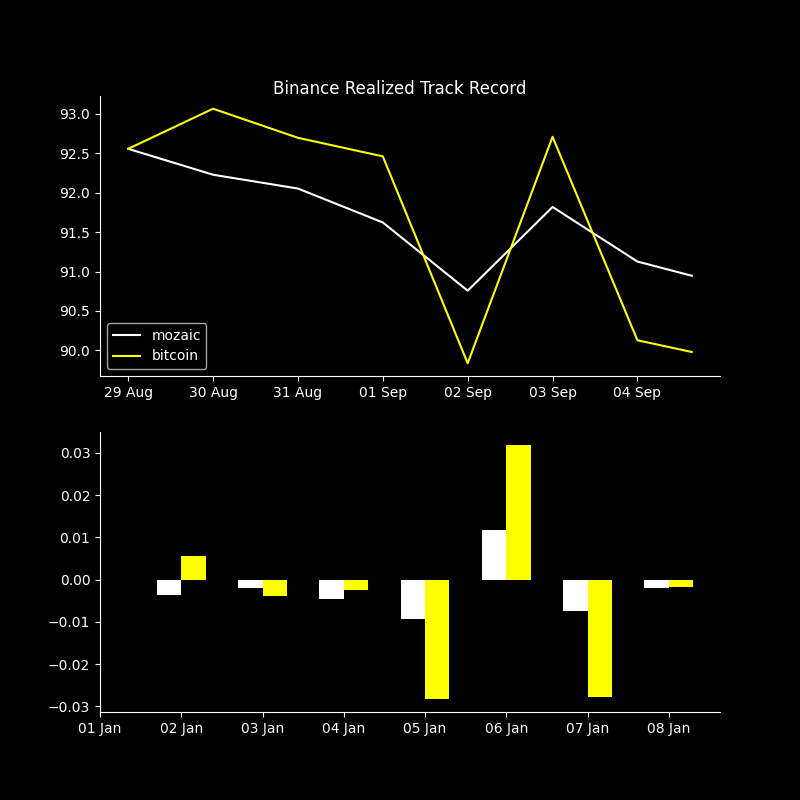 Binance Realized Track Record
93.0
92.5
92.0
91.5
91.0
90.5
90.0
mozaic
bitcoin
29 Aug 30 Aug 31 Aug 01 Sep 02 Sep 03 Sep 04 Sep
0.03
0.02
0.01
0.00
−0.01
−0.02
−0.03
01 Jan 02 Jan 03 Jan 04 Jan 05 Jan 06 Jan 07 Jan 08 Jan